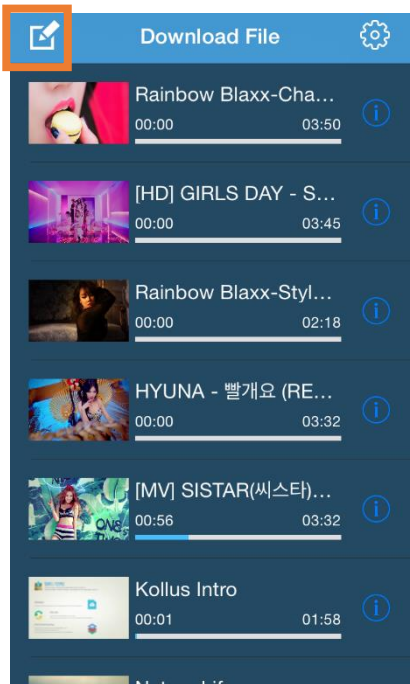 Download File
Rainbow Blaxx-Cha...
00:00 03:50
[HD] GIRLS DAY - S...
00:00 03:45
Rainbow Blaxx-Styl...
00:00 02:18
HYUNA - 빨개요 (RE...
00:00 03:32
[MV] SISTAR(씨스타)...
00:56 03:32
Kollus Intro
00:01 01:58